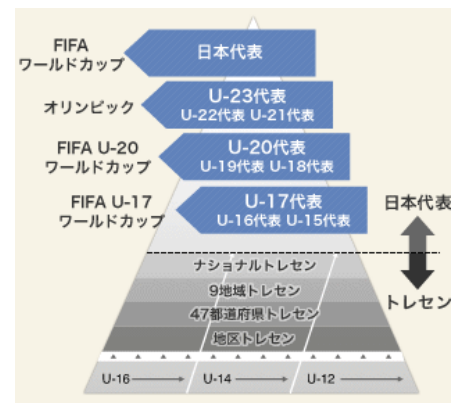 FIFA
ワールドカップ
日本代表
オリンピック
U-23代表
U-22代表 U-21代表
FIFA U-20
ワールドカップ
U-20代表
U-19代表 U-18代表
FIFA U-17
ワールドカップ
U-17代表
U-16代表 U-15代表
日本代表
トレセン
ナショナルトレセン
9地域トレセン
47都道府県トレセン
地区トレセン
U-16
U-14
U-12